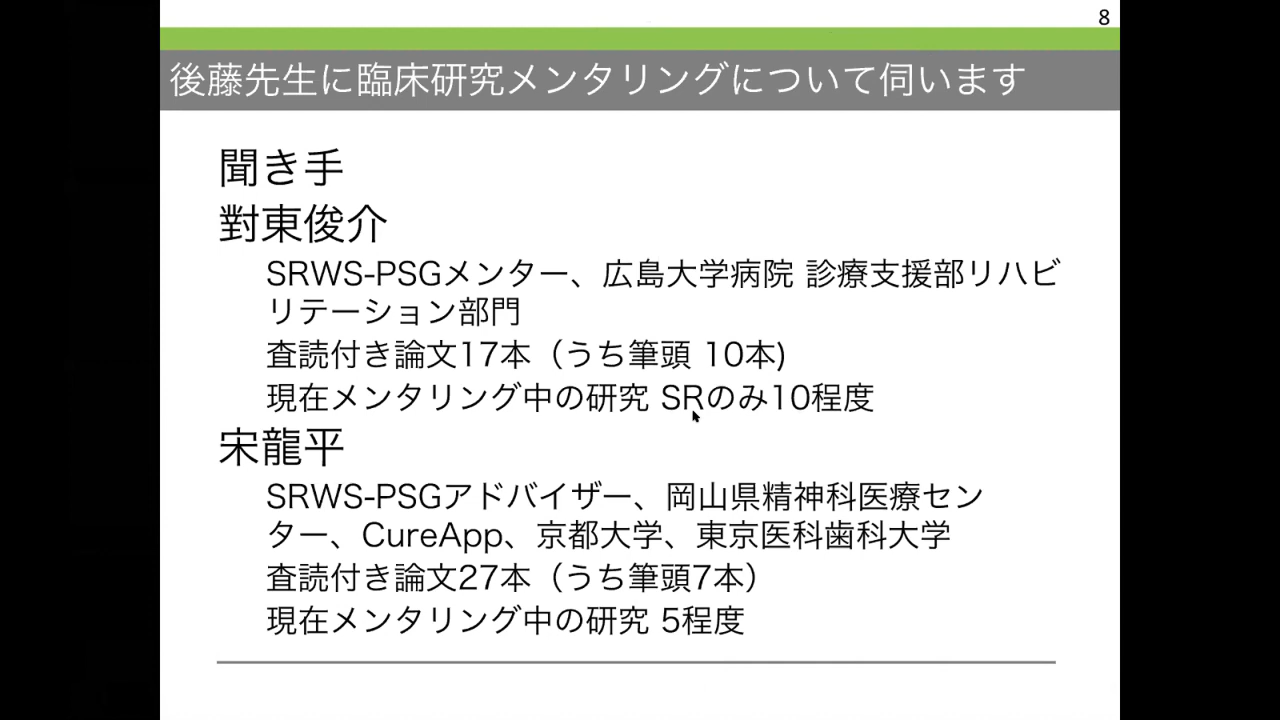 8
後藤先生に臨床研究メンタリングについて伺います
聞き手
對東俊介
SRWS-PSGメンター、広島大学病院 診療支援部リハビ
リテーション部門
査読付き論文17本（うち筆頭 10本)
現在メンタリング中の研究 SRのみ10程度
宋龍平
SRWS-PSGアドバイザー、岡山県精神科医療セン
ター、CureApp、京都大学、東京医科歯科大学
査読付き論文27本（うち筆頭7本）
現在メンタリング中の研究 5程度